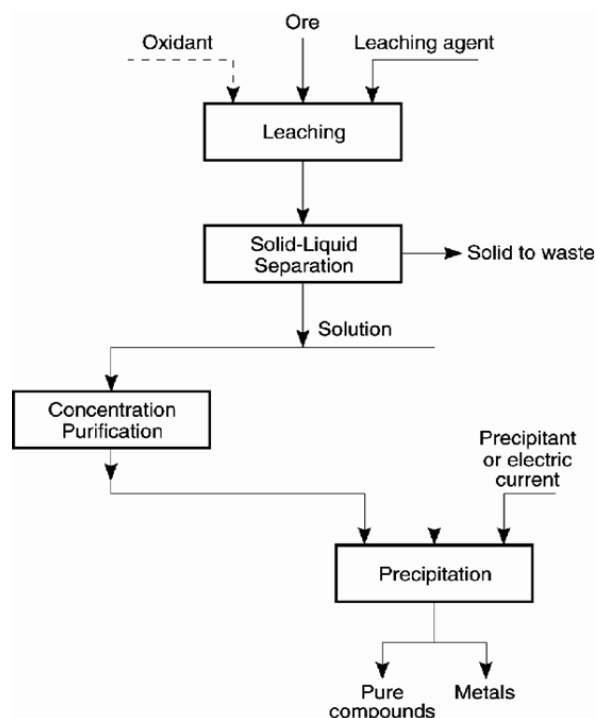 Ore
Oxidant
Leaching agent
Leaching
Solid-Liquid
Separation
Solid to waste
Solution
Concentration
Purification
Precipitant
or electric
current
Precipitation
Pure
compounds
Metals